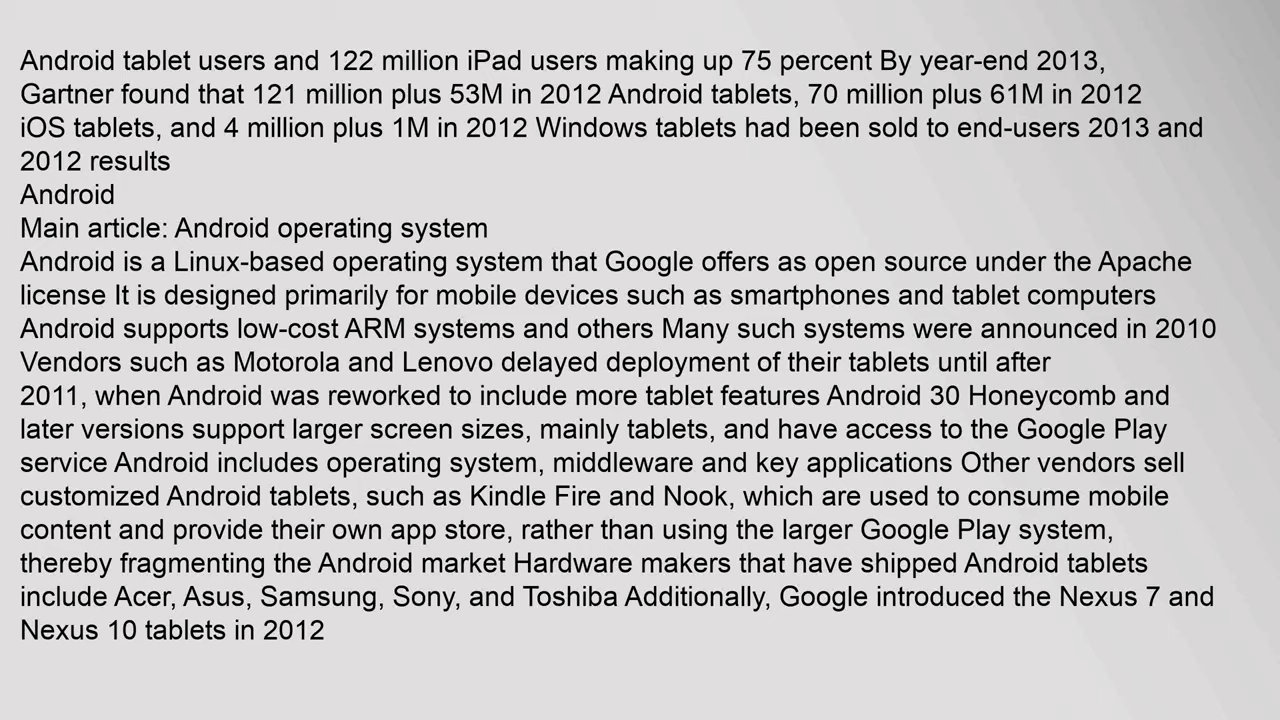 Android tablet users and 122 million iPad users making up 75 percent By year-end 2013,
Gartner found that 121 million plus 53M in 2012 Android tablets, 70 million plus 61M in 2012
iOS tablets, and 4 million plus 1M in 2012 Windows tablets had been sold to end-users 2013 and
2012 results
Android
Main article: Android operating system
Android is a Linux-based operating system that Google offers as open source under the Apache
license It is designed primarily for mobile devices such as smartphones and tablet computers
Android supports low-cost ARM systems and others Many such systems were announced in 2010
Vendors such as Motorola and Lenovo delayed deployment of their tablets until after
2011, when Android was reworked to include more tablet features Android 30 Honeycomb and
later versions support larger screen sizes, mainly tablets, and have access to the Google Play
service Android includes operating system, middleware and key applications Other vendors sell
customized Android tablets, such as Kindle Fire and Nook, which are used to consume mobile
content and provide their own app store, rather than using the larger Google Play system,
thereby fragmenting the Android market Hardware makers that have shipped Android tablets
include Acer, Asus, Samsung, Sony, and Toshiba Additionally, Google introduced the Nexus 7 and
Nexus 10 tablets in 2012